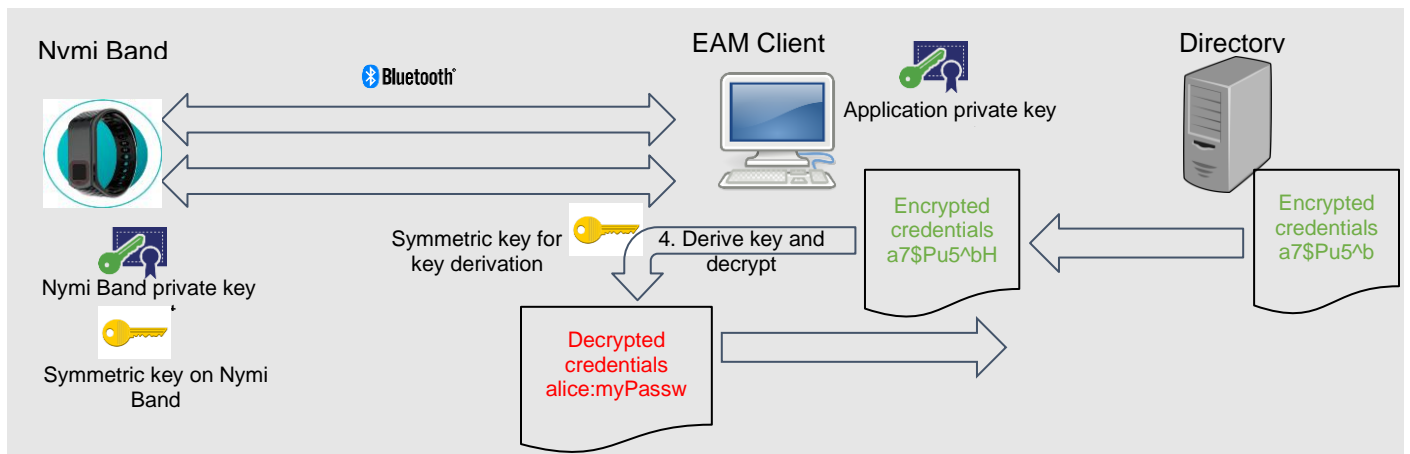 Nymi Band
EAM Client
Directory
Bluetooth
Application private key
Encrypted
credentials
a7$Pu5^bH
Encrypted
credentials
a7$Pu5^b
Symmetric key for
key derivation
4. Derive key and
decrypt
Nymi Band private key
Decrypted
credentials
alice:myPassw
Symmetric key on Nymi
Band